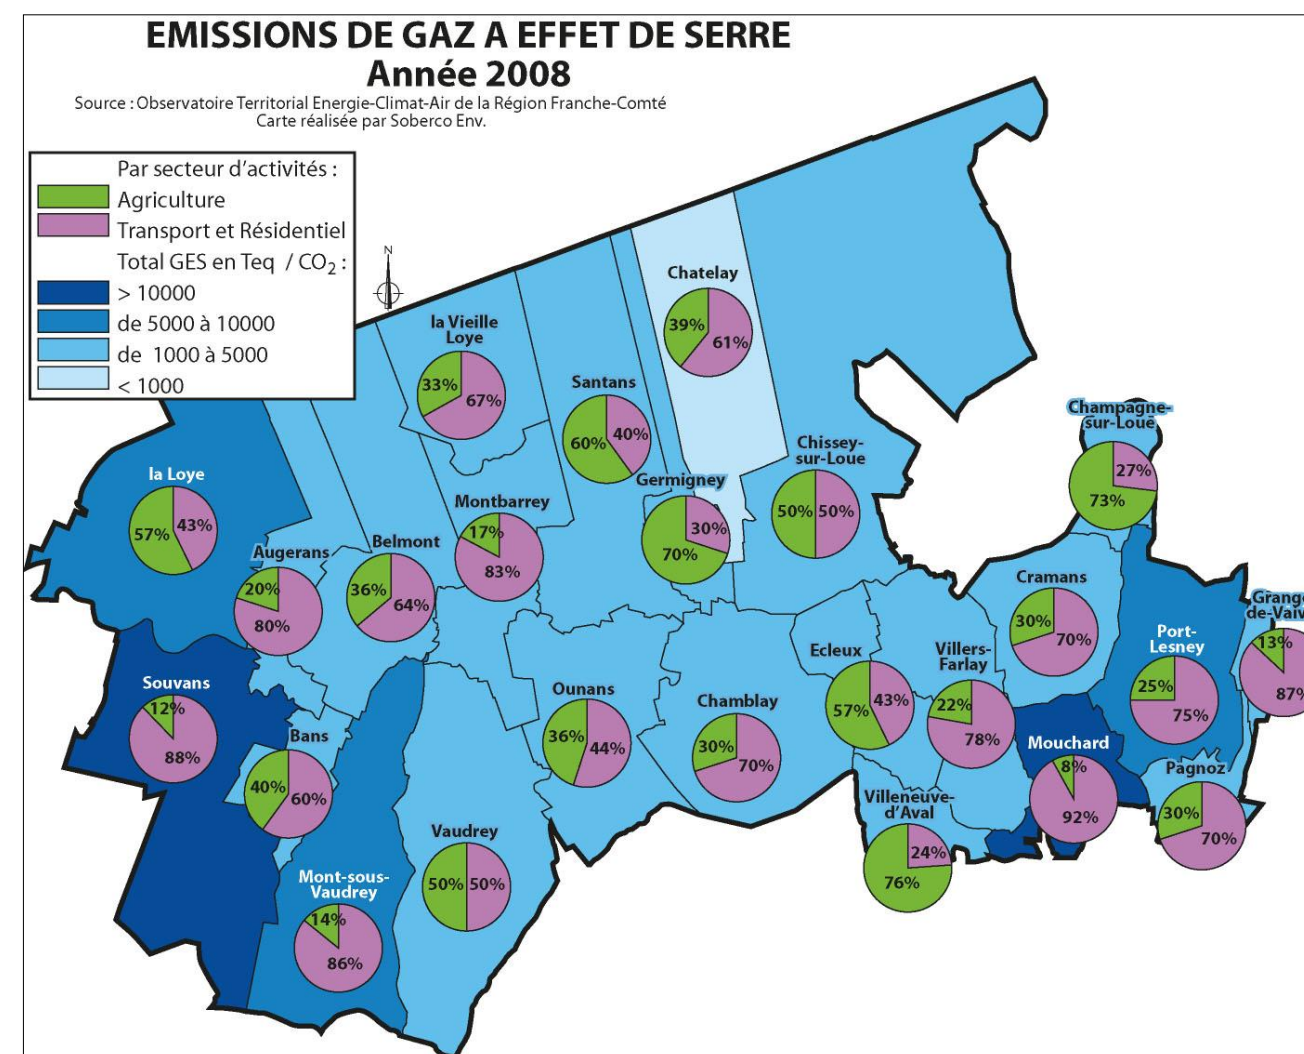 EMISSIONS DE GAZ A EFFET DE SERRE
Année 2008
Source : Observatoire Territorial Energie-Climat-Air de la Région Franche-Comté
Carte réalisée par Soberco Env.
Par secteur d'activités :
Agriculture
Transport et Résidentiel
Total GES en Teq / CO2 :
> 10000
de 5000 à 10000
de 1000 à 5000
< 1000
N
Chatelay
39%
61%
la Vieille
Loye
33%
67%
Santans
60%
40%
Champagne-
sur-Loue
27%
73%
Chissey-
sur-Loue
50%
50%
Germigney
30%
70%
la Loye
57%
43%
Montbarrey
17%
83%
Belmont
36%
64%
Augerans
20%
80%
Cramans
30%
70%
Grange
de-Vaiv
13%
87%
Port-
Lesney
25%
75%
Ecleux
57%
43%
Villers-
Farlay
22%
78%
Souvans
12%
88%
Ounans
36%
44%
Chamblay
30%
70%
Bans
40%
60%
Mouchard
8%
92%
Pagnoz
30%
70%
Villeneuve-
d'Aval
24%
76%
Vaudrey
50%
50%
Mont-sous-
Vaudrey
14%
86%